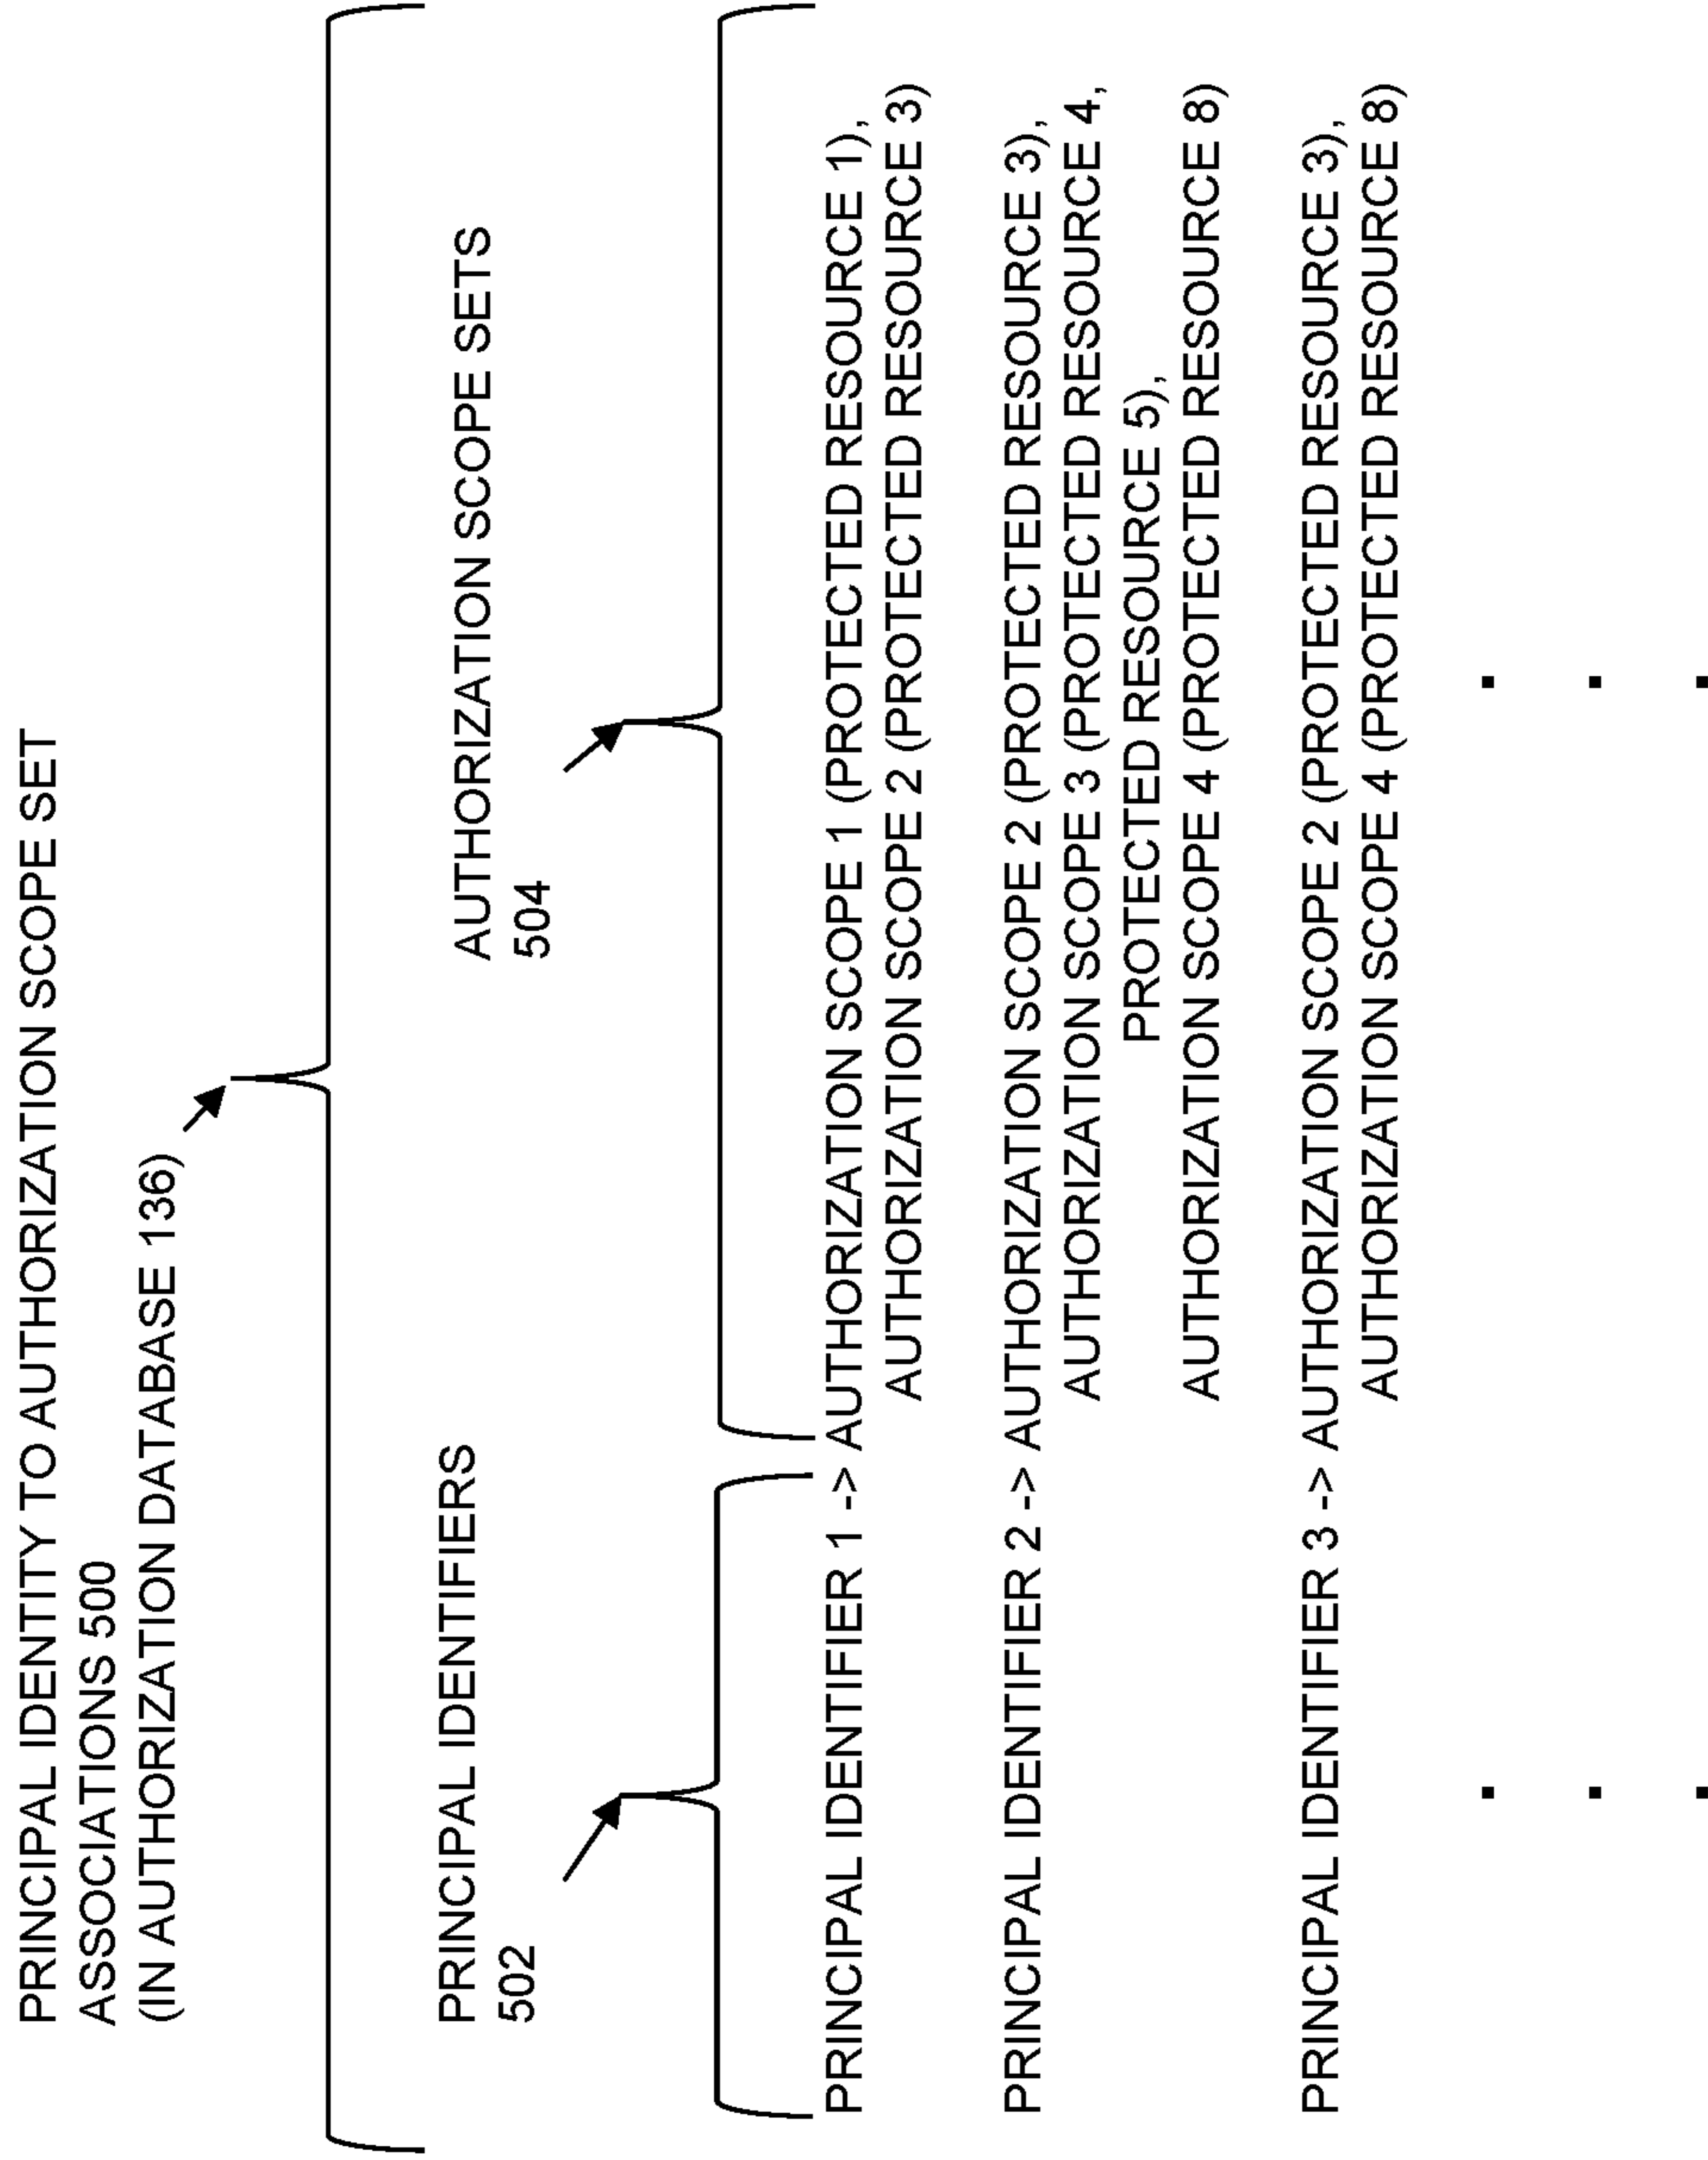 PRINCIPAL IDENTITY TO AUTHORIZATION SCOPE SET
ASSOCIATIONS 500
(IN AUTHORIZATION DATABASE 136)
PRINCIPAL IDENTIFIERS
502
AUTHORIZATION SCOPE SETS
504
PRINCIPAL IDENTIFIER 1 -> AUTHORIZATION SCOPE 1 (PROTECTED RESOURCE 1),
AUTHORIZATION SCOPE 2 (PROTECTED RESOURCE 3)
PRINCIPAL IDENTIFIER 2 -> AUTHORIZATION SCOPE 2 (PROTECTED RESOURCE 3),
AUTHORIZATION SCOPE 3 (PROTECTED RESOURCE 4,
PROTECTED RESOURCE 5),
AUTHORIZATION SCOPE 4 (PROTECTED RESOURCE 8)
PRINCIPAL IDENTIFIER 3 -> AUTHORIZATION SCOPE 2 (PROTECTED RESOURCE 3),
AUTHORIZATION SCOPE 4 (PROTECTED RESOURCE 8)